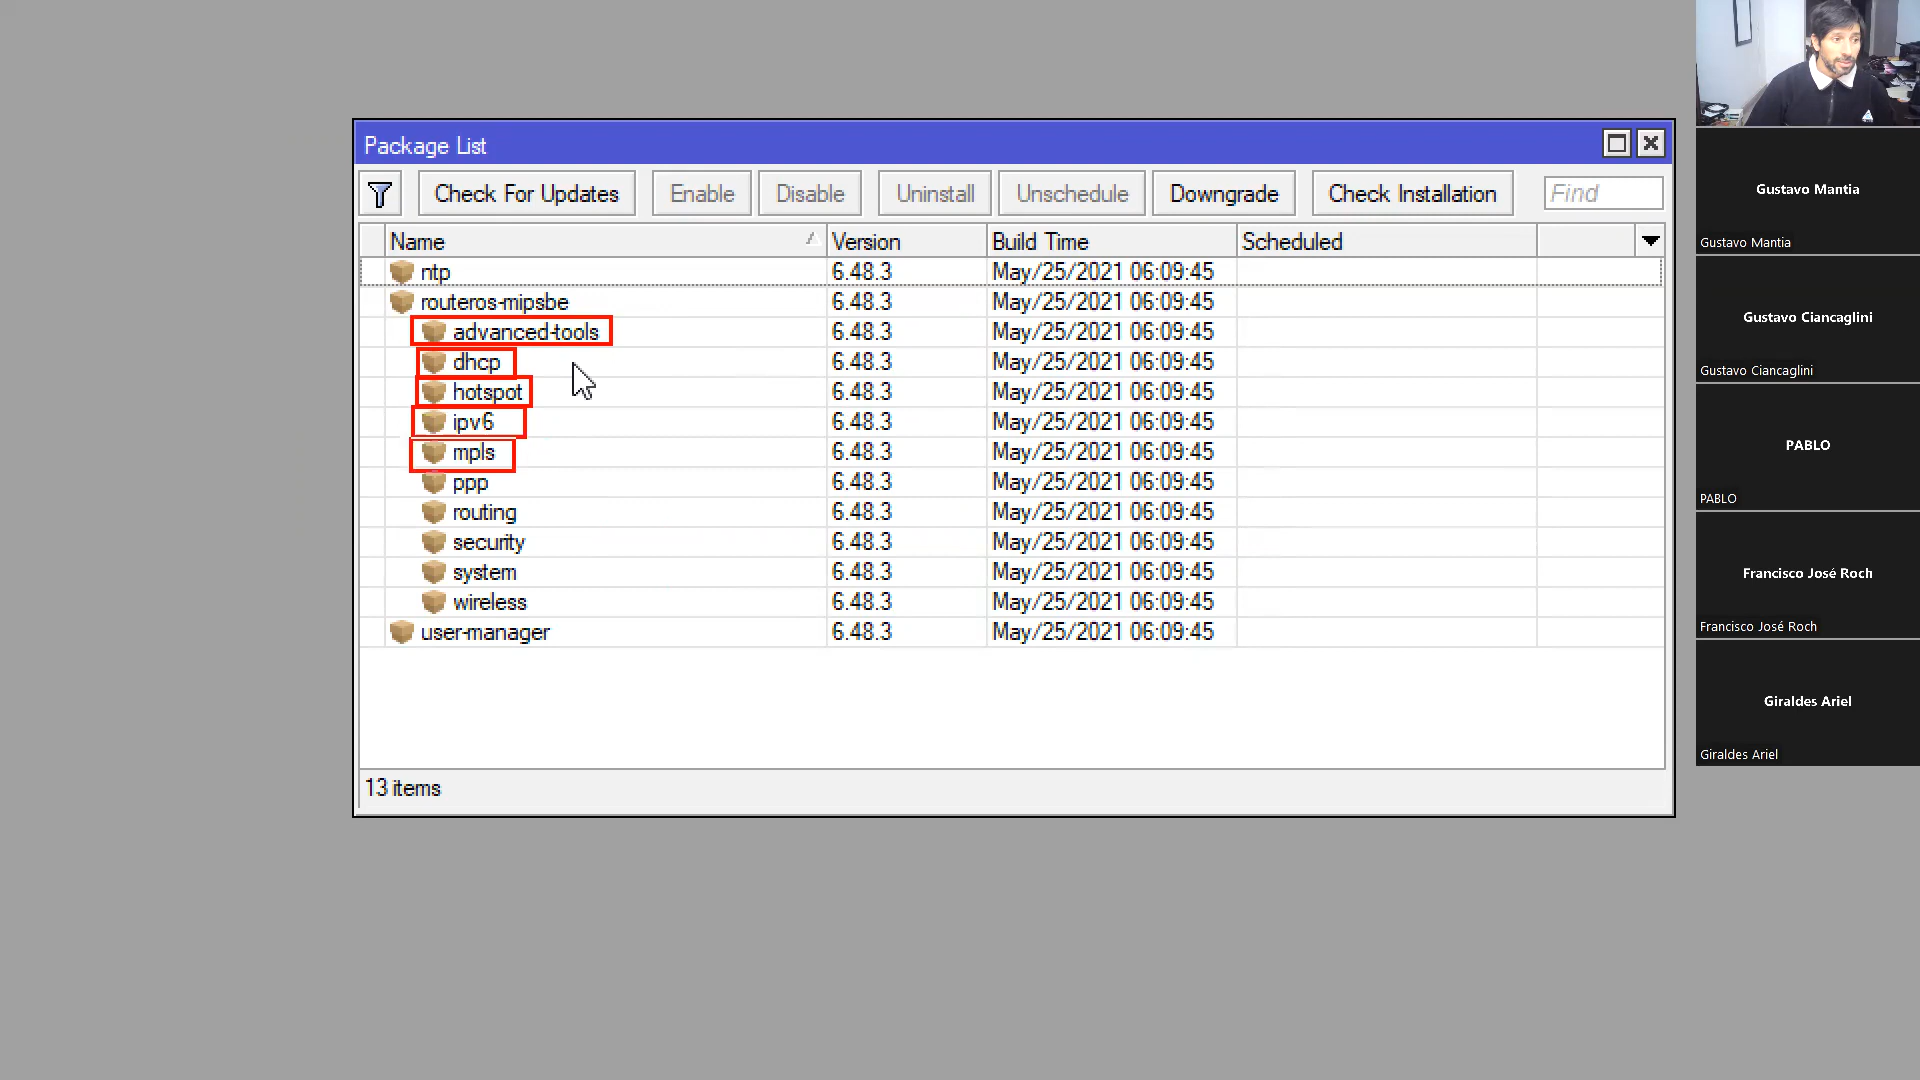 Package List
Check For Updates Enable Disable Uninstall Unschedule Downgrade Check Installation Find
Name Version Build Time Scheduled
ntp 6.48.3 May/25/2021 06:09:45
routeros-mipsbe 6.48.3 May/25/2021 06:09:45
advanced-tools 6.48.3 May/25/2021 06:09:45
dhcp 6.48.3 May/25/2021 06:09:45
hotspot 6.48.3 May/25/2021 06:09:45
ipv6 6.48.3 May/25/2021 06:09:45
mpls 6.48.3 May/25/2021 06:09:45
ppp 6.48.3 May/25/2021 06:09:45
routing 6.48.3 May/25/2021 06:09:45
security 6.48.3 May/25/2021 06:09:45
system 6.48.3 May/25/2021 06:09:45
wireless 6.48.3 May/25/2021 06:09:45
user-manager 6.48.3 May/25/2021 06:09:45
13 items
Gustavo Mantia
Gustavo Mantia
Gustavo Ciancaglini
Gustavo Ciancaglini
PABLO
PABLO
Francisco José Roch
Francisco José Roch
Giraldes Ariel
Giraldes Ariel